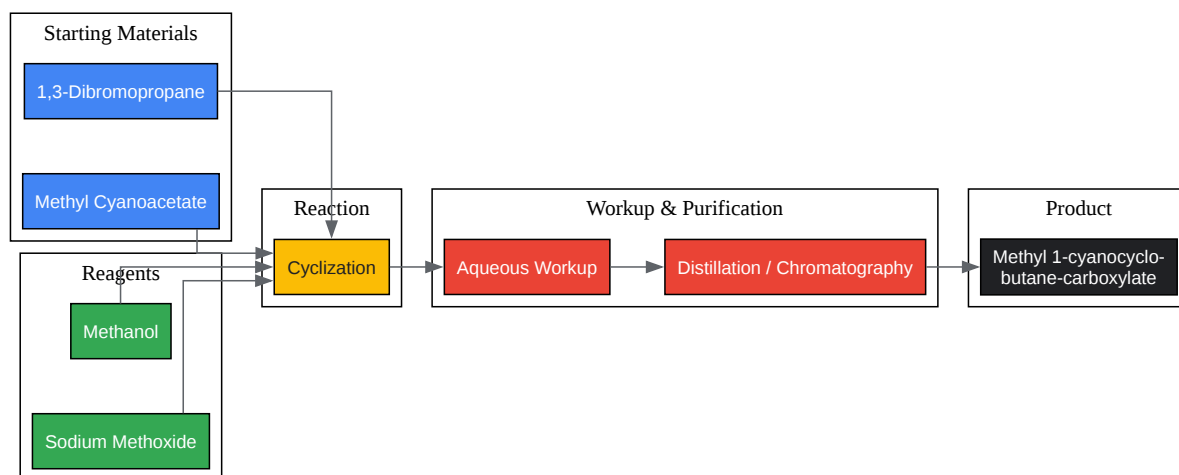 Starting Materials
1,3-Dibromopropane
Methyl Cyanoacetate
Reagents
Methanol
Sodium Methoxide
Reaction
Cyclization
Workup & Purification
Aqueous Workup
Distillation / Chromatography
Product
Methyl 1-cyanocyclo-
butane-carboxylate